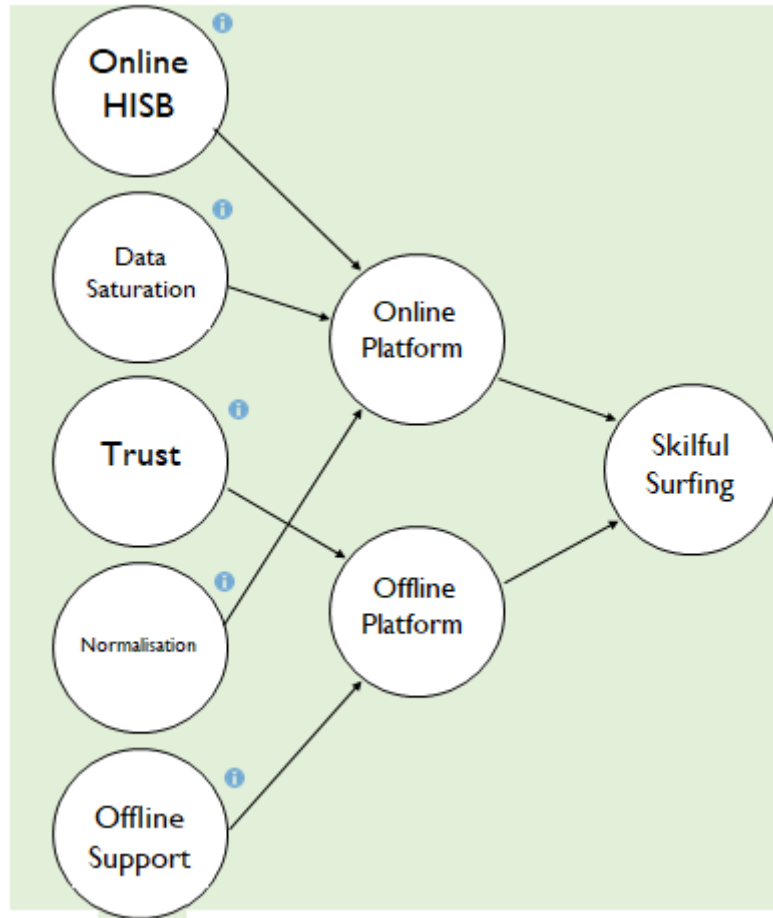 Online
HISB
Data
Saturation
Online
Platform
Trust
Skilful
Surfing
Normalisation
Offline
Platform
Offline
Support